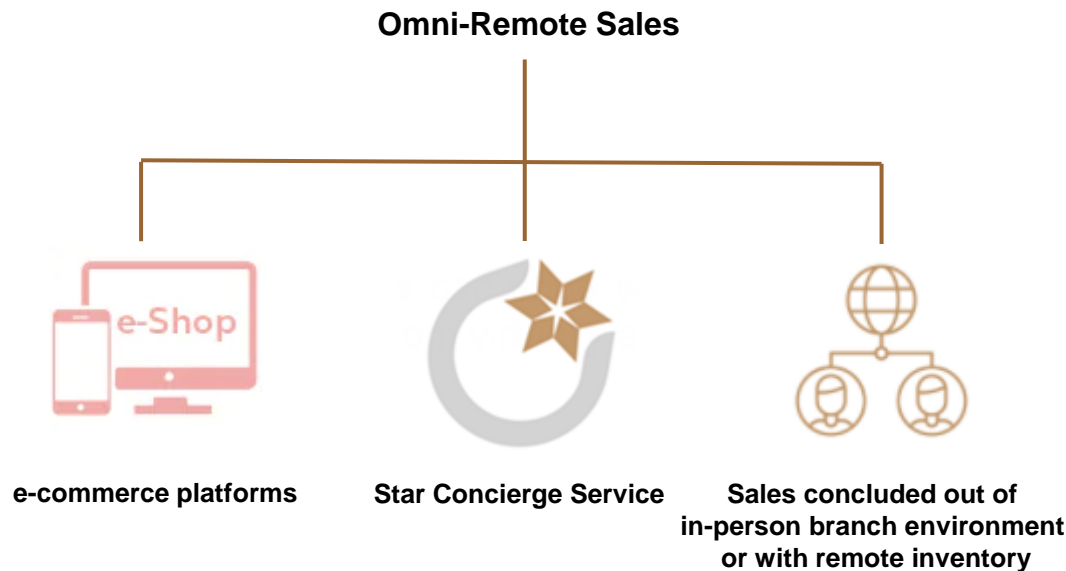 Omni-Remote Sales
e-Shop
e-commerce platforms
Star Concierge Service
Sales concluded out of
in-person branch environment
or with remote inventory